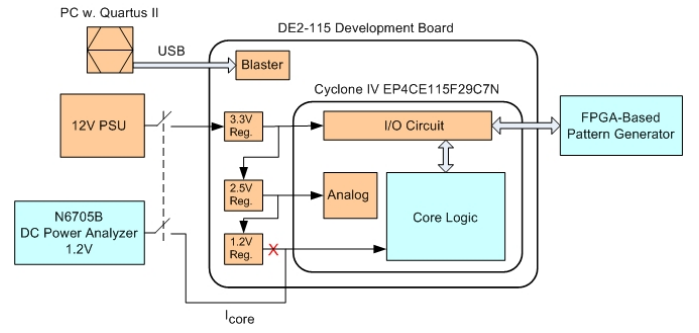 PC w. Quartus II
DE2-115 Development Board
USB
Blaster
Cyclone IV EP4CE115F29C7N
12V PSU
3.3V
Reg.
I/O Circuit
FPGA-Based
Pattern Generator
2.5V
Reg.
Analog
Core Logic
N6705B
DC Power Analyzer
1.2V
1.2V
Reg.
X
Icore